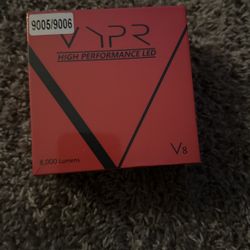 9005/9006
VYPR
HIGH PERFORMANCE LED
8,000 Lumens
V8